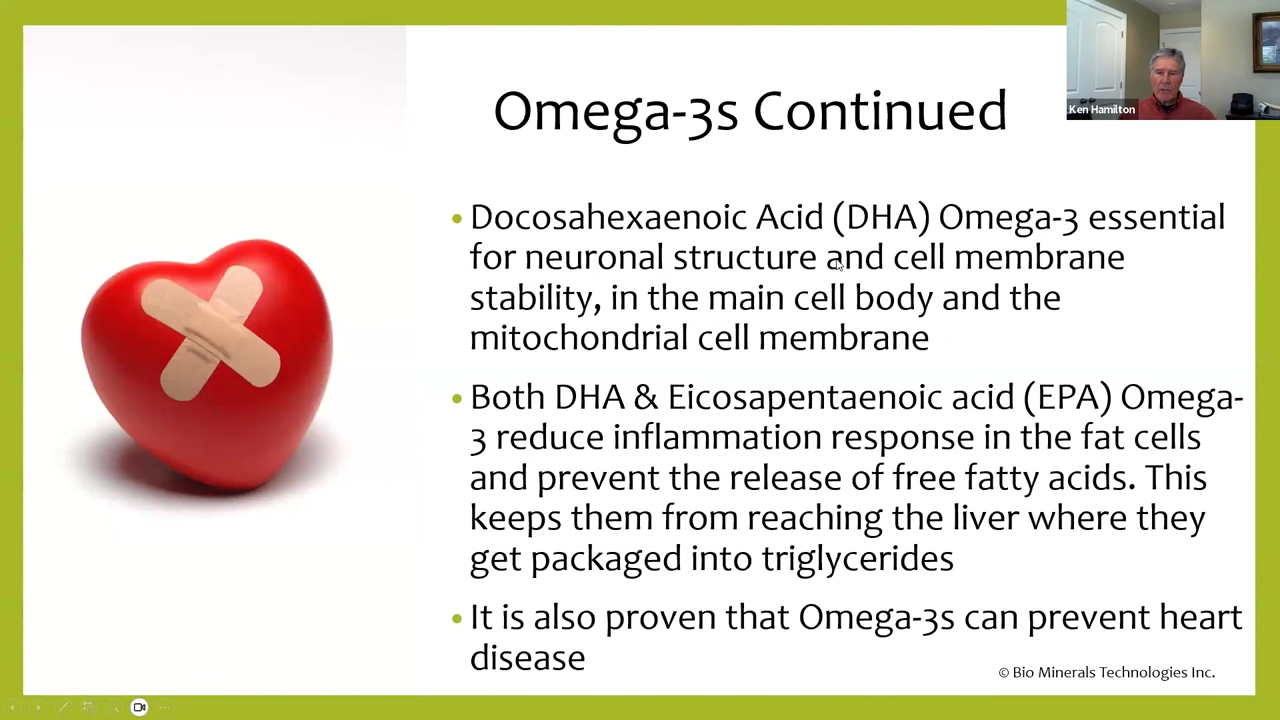 Omega-3s Continued
Ken Hamilton
• Docosahexaenoic Acid (DHA) Omega-3 essential
for neuronal structure and cell membrane
stability, in the main cell body and the
mitochondrial cell membrane
• Both DHA & Eicosapentaenoic acid (EPA) Omega-
3 reduce inflammation response in the fat cells
and prevent the release of free fatty acids. This
keeps them from reaching the liver where they
get packaged into triglycerides
• It is also proven that Omega-3s can prevent heart
disease
© Bio Minerals Technologies Inc.